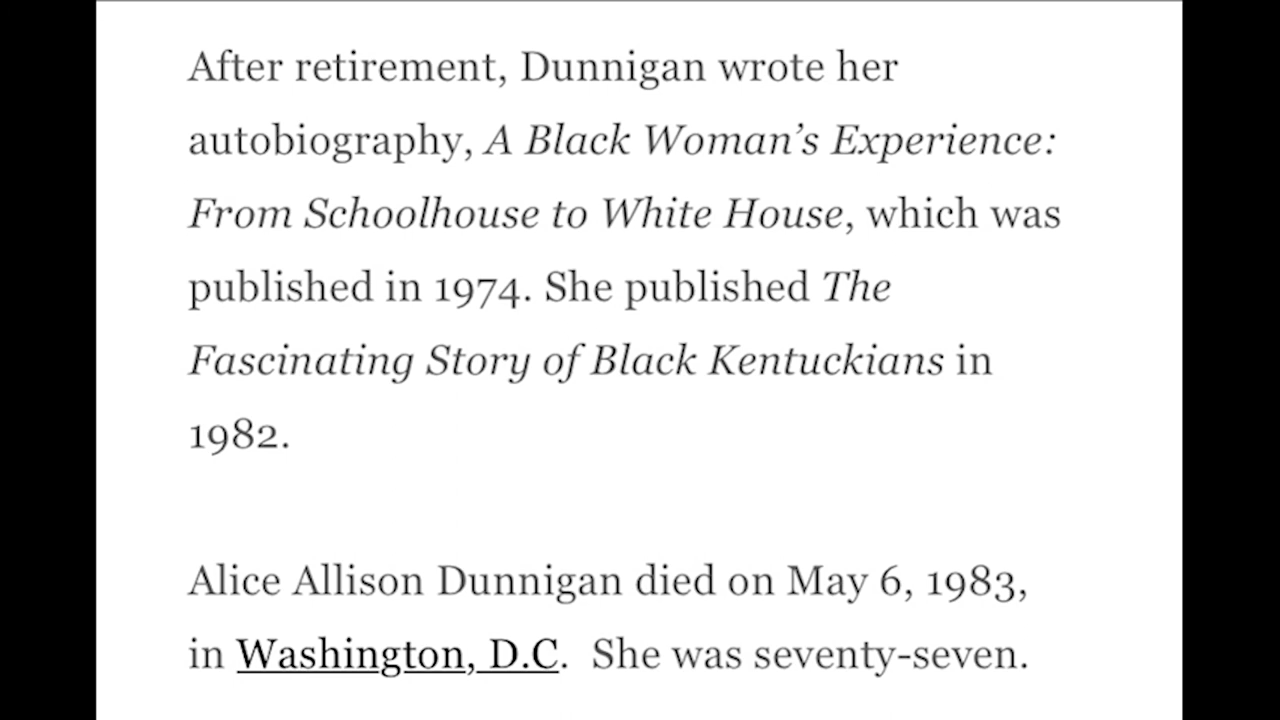 After retirement, Dunnigan wrote her
autobiography, A Black Woman’s Experience:
From Schoolhouse to White House, which was
published in 1974. She published The
Fascinating Story of Black Kentuckians in
1982.
Alice Allison Dunnigan died on May 6, 1983,
in Washington, D.C.  She was seventy-seven.